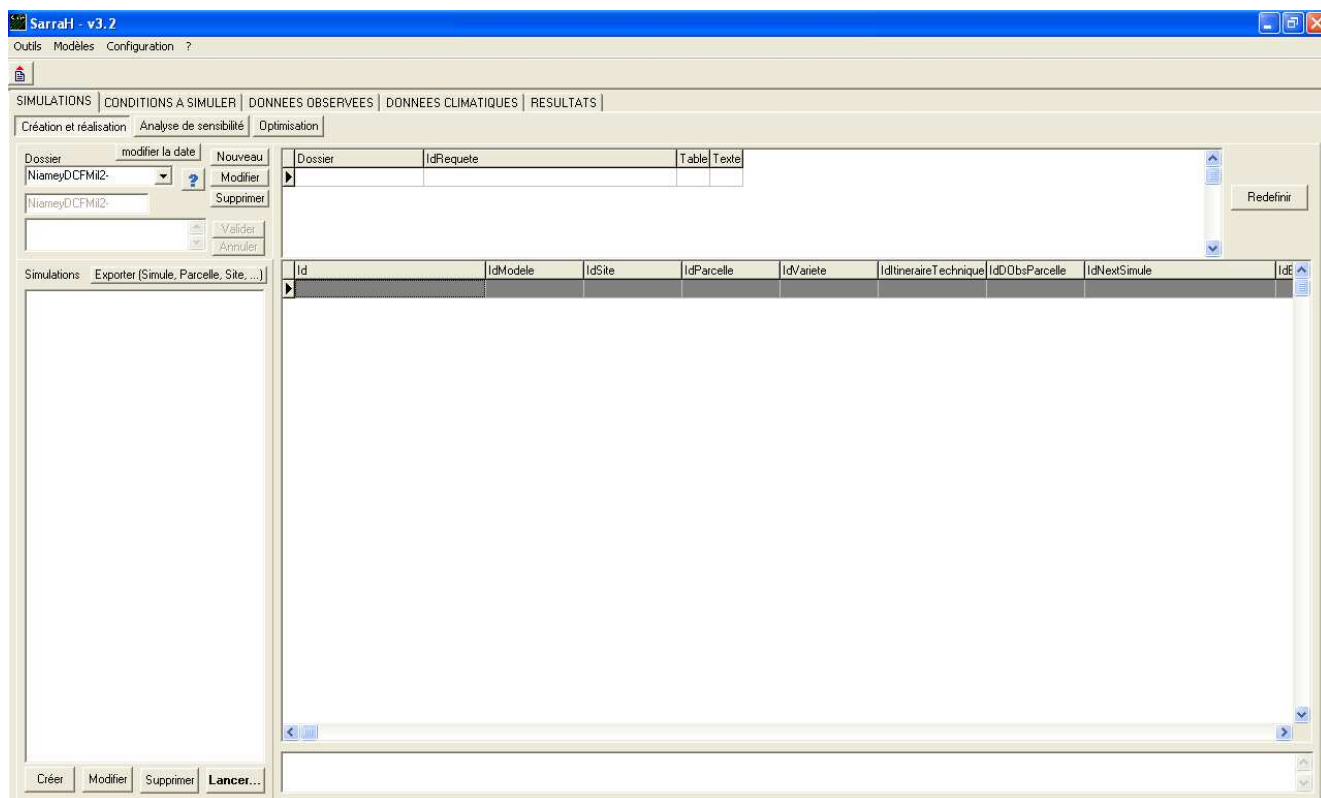 SarraH - v3.2
Outils Modèles Configuration ?
SIMULATIONS CONDITIONS A SIMULER DONNEES OBSERVEES DONNEES CLIMATIQUES RESULTATS
Création et réalisation Analyse de sensibilité Optimisation
Dossier modifier la date Nouveau
NiameyDCFMil2- ? Modifier
NiameyDCFMil2- Supprimer
Valider
Annuler
Dossier IdRequete Table Texte
Redefinir
Simulations Exporter (Simule, Parcelle, Site, ...)
Id IdModele IdSite IdParcelle IdVariete IdItineraireTechnique IdDObsParcelle IdNextSimule
Créer Modifier Supprimer Lancer...